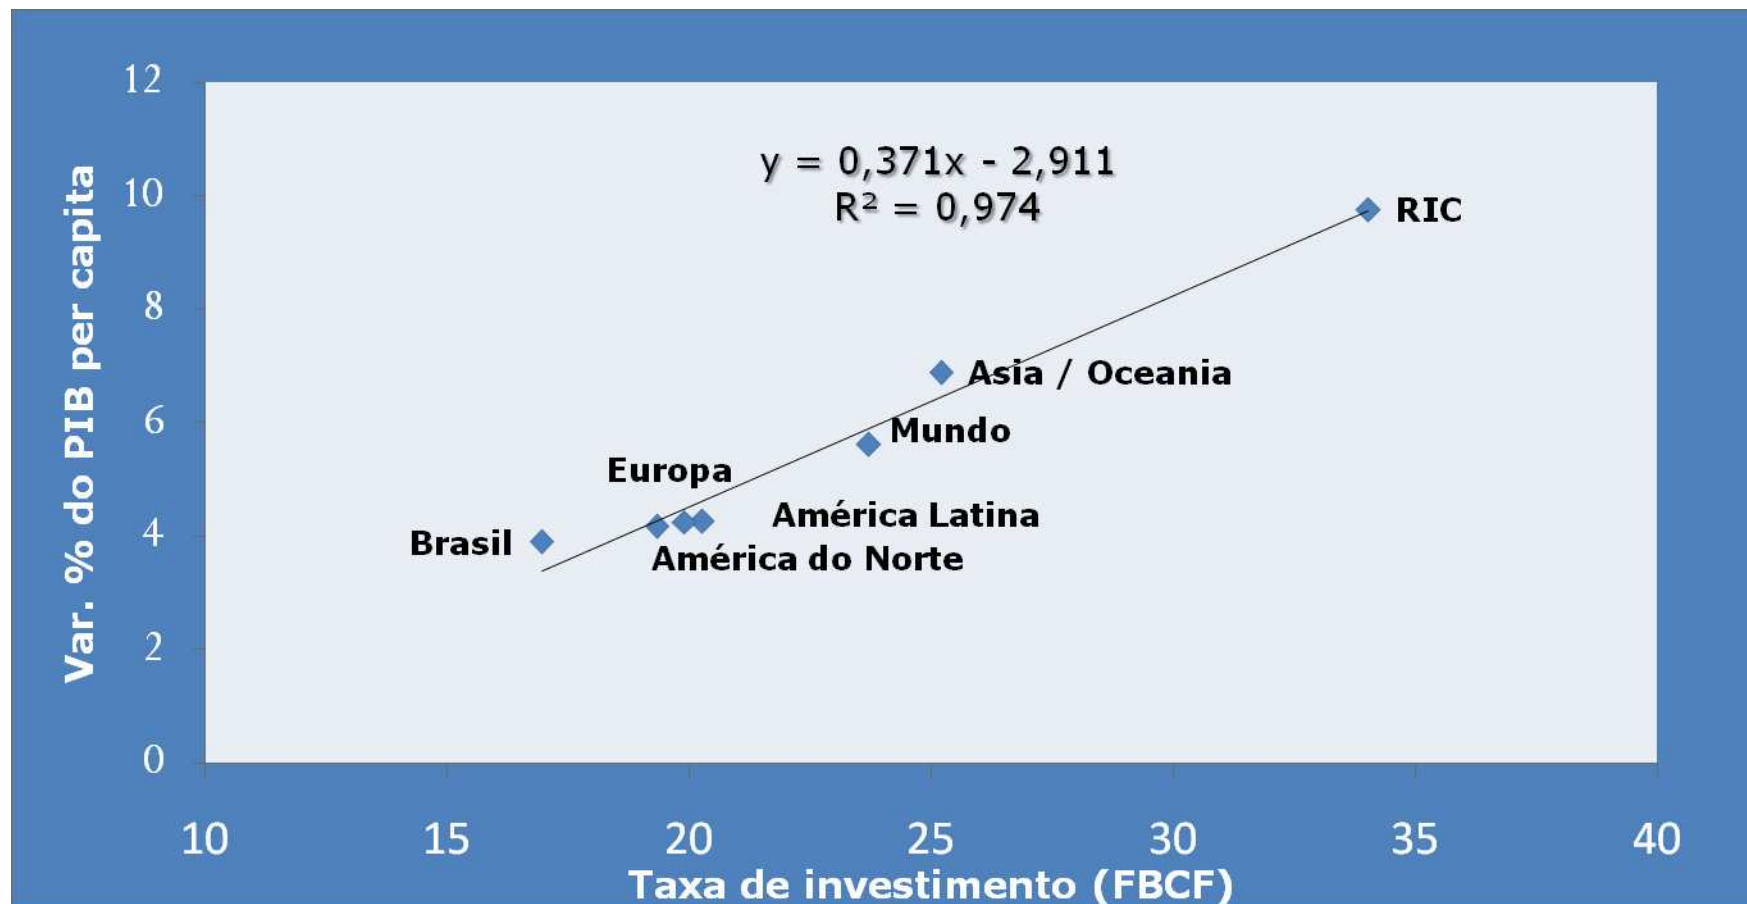 Var. % do PIB per capita
12
10
8
6
4
2
0
y = 0,371x - 2,911
R² = 0,974
RIC
Asia / Oceania
Mundo
Europa
América Latina
Brasil
América do Norte
10 15 20 25 30 35 40
Taxa de investimento (FBCF)